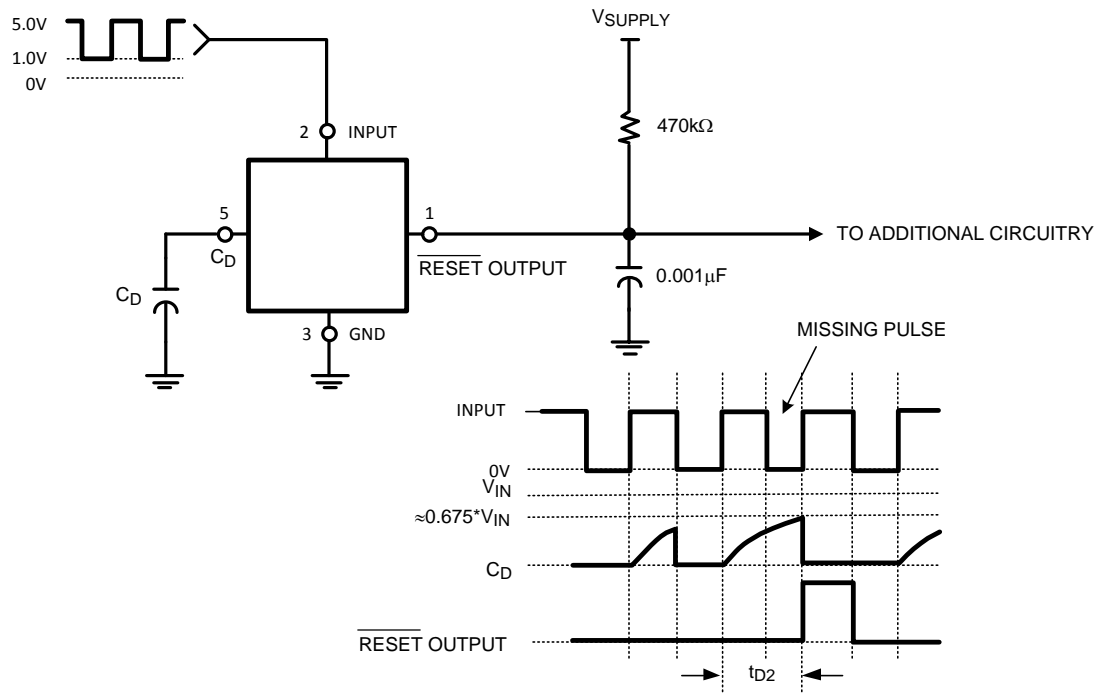 5.0V
1.0V
0V
VSUPPLY
470kΩ
2 INPUT
5
CD
1
RESET OUTPUT
TO ADDITIONAL CIRCUITRY
CD
0.001µF
3 GND
MISSING PULSE
INPUT
0V
VIN
≈0.675*VIN
CD
RESET OUTPUT
tD2